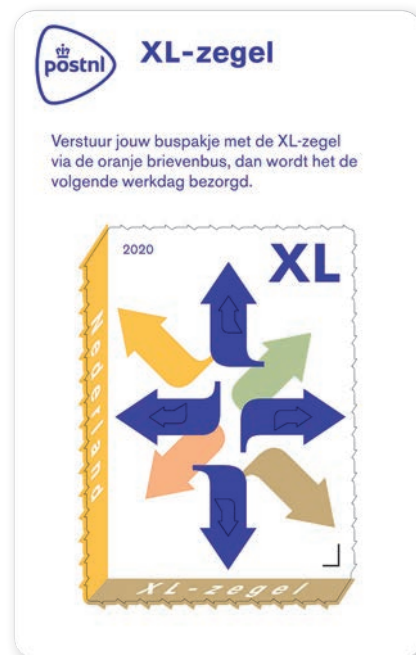 postnl
XL-zegel
Verstuur jouw buspakje met de XL-zegel
via de oranje brievenbus, dan wordt het de
volgende werkdag bezorgd.
2020
XL
Nederland
XL-zegel